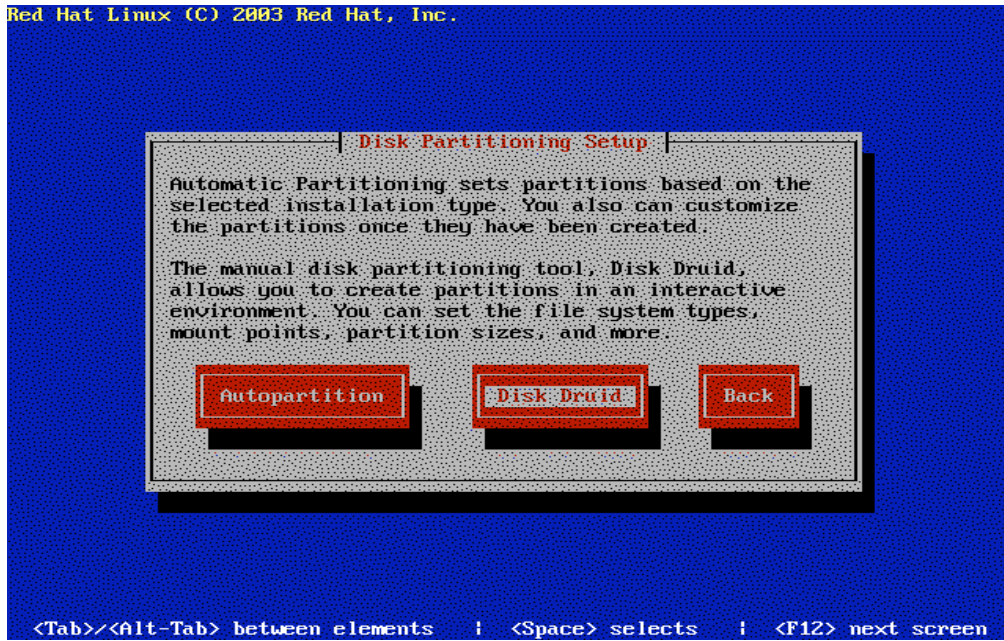 Red Hat Linux (C) 2003 Red Hat, Inc.
Disk Partitioning Setup
Automatic Partitioning sets partitions based on the
selected installation type. You also can customize
the partitions once they have been created.
The manual disk partitioning tool, Disk Druid,
allows you to create partitions in an interactive
environment. You can set the file system types,
mount points, partition sizes, and more.
Autopartition Disk Druid Back
<Tab>/<Alt-Tab> between elements | <Space> selects | <F12> next screen